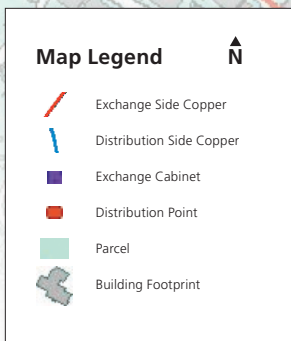 Map Legend N
Exchange Side Copper
Distribution Side Copper
Exchange Cabinet
Distribution Point
Parcel
Building Footprint